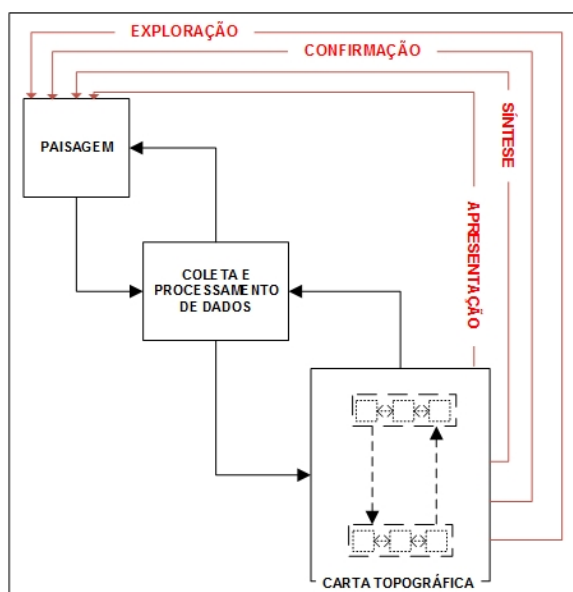 EXPLORAÇÃO
CONFIRMAÇÃO
SÍNTESE
APRESENTAÇÃO
PAISAGEM
COLETA E
PROCESSAMENTO
DE DADOS
CARTA TOPOGRÁFICA